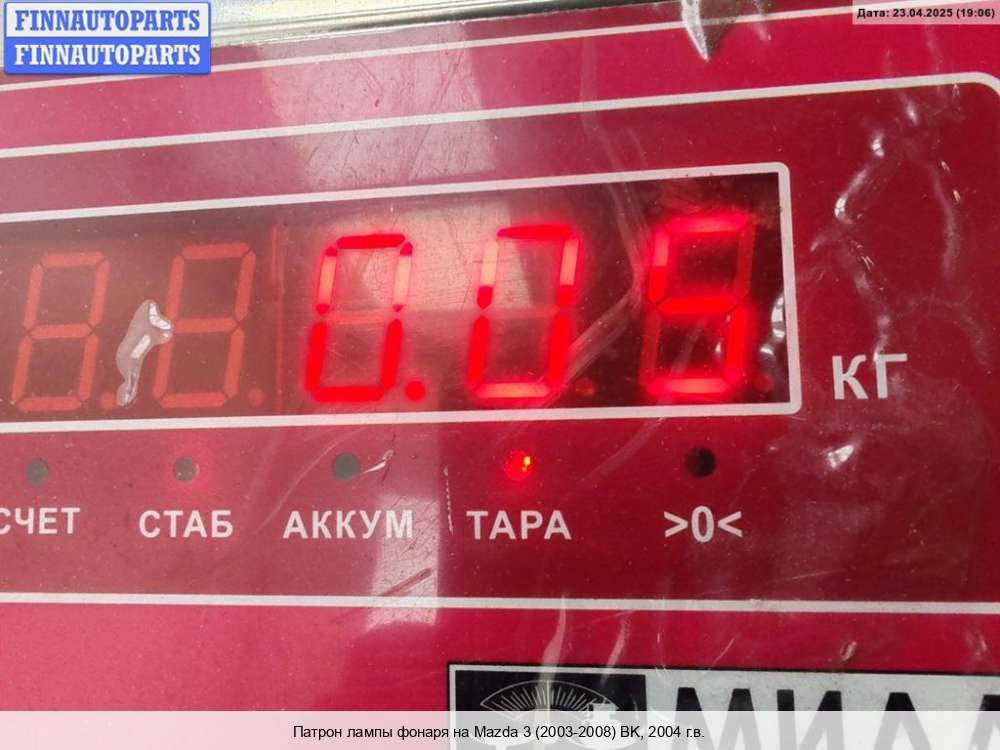 FINNAUTOPARTS
FINNAUTOPARTS
Дата: 23.04.2025 (19:06)
0.05
КГ
СЧЕТ СТАБ АККУМ ТАРА >0<
Патрон лампы фонаря на Mazda 3 (2003-2008) BK, 2004 г.в.